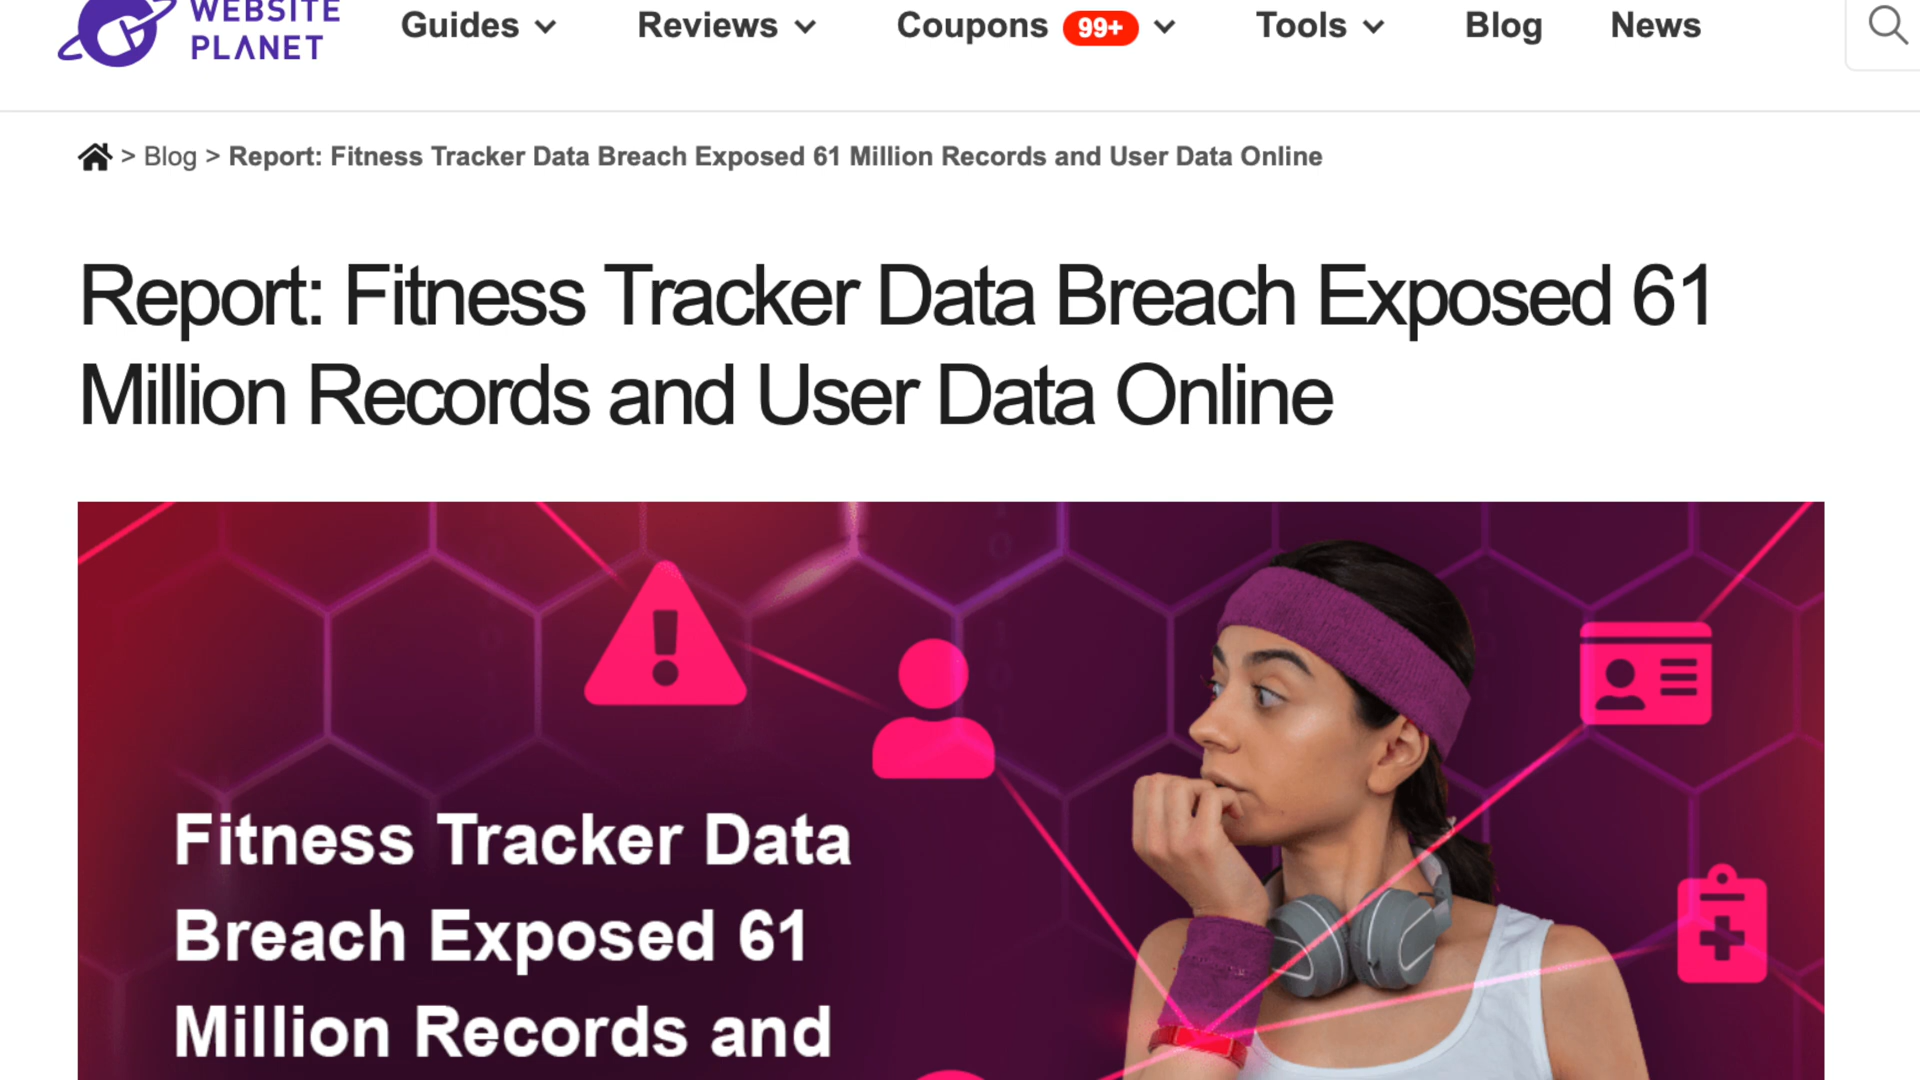 WEBSITE
PLANET
Guides
Reviews
Coupons 99+
Tools
Blog
News
> Blog > Report: Fitness Tracker Data Breach Exposed 61 Million Records and User Data Online
Report: Fitness Tracker Data Breach Exposed 61
Million Records and User Data Online
Fitness Tracker Data
Breach Exposed 61
Million Records and